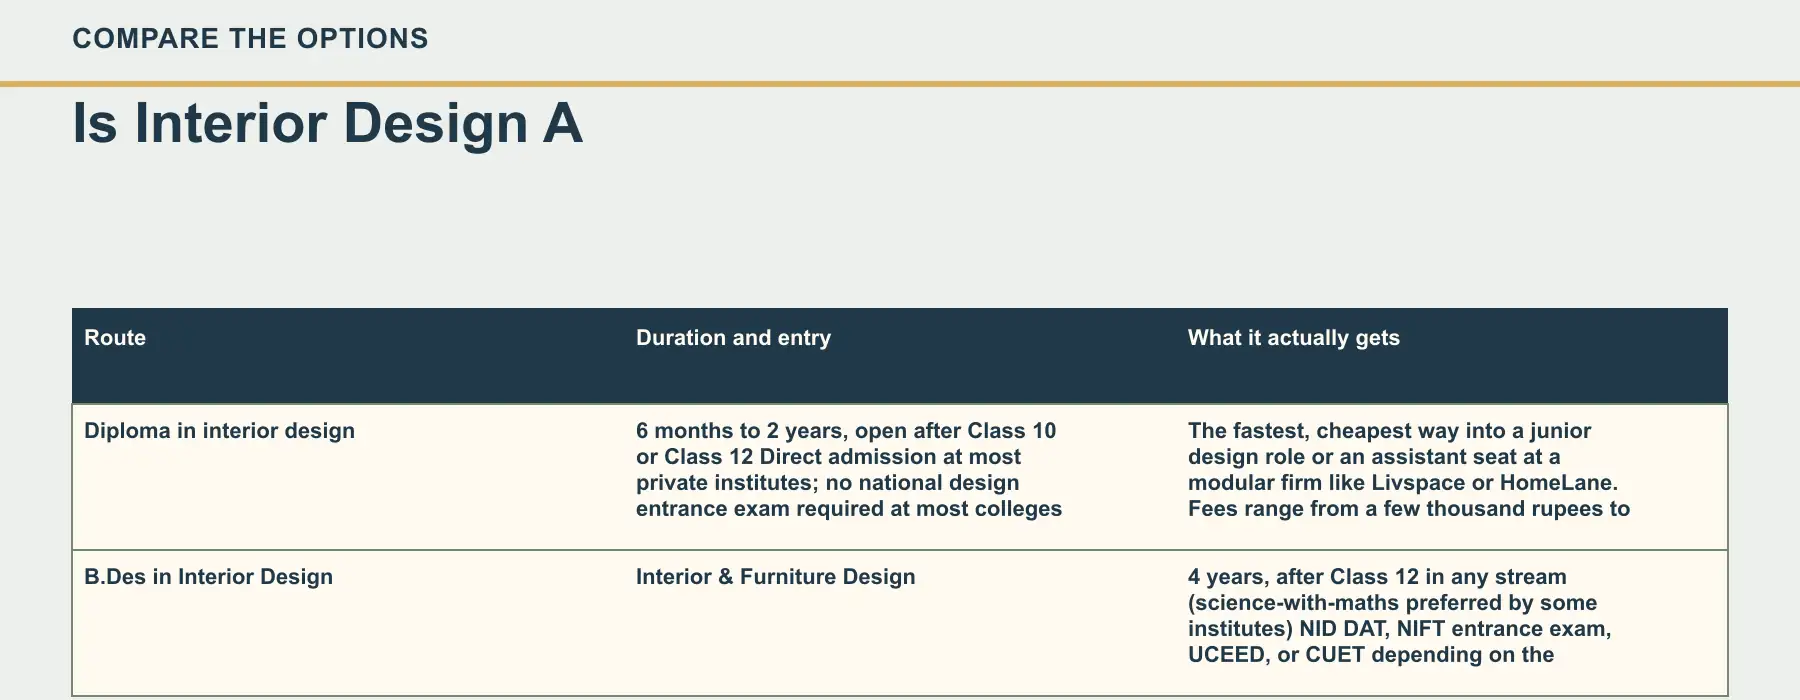 COMPARE THE OPTIONS
Is Interior Design A
Route
Duration and entry
What it actually gets
Diploma in interior design
6 months to 2 years, open after Class 10
or Class 12 Direct admission at most
private institutes; no national design
entrance exam required at most colleges
The fastest, cheapest way into a junior
design role or an assistant seat at a
modular firm like Livspace or HomeLane.
Fees range from a few thousand rupees to
B.Des in Interior Design
Interior & Furniture Design
4 years, after Class 12 in any stream
(science-with-maths preferred by some
institutes) NID DAT, NIFT entrance exam,
UCEED, or CUET depending on the